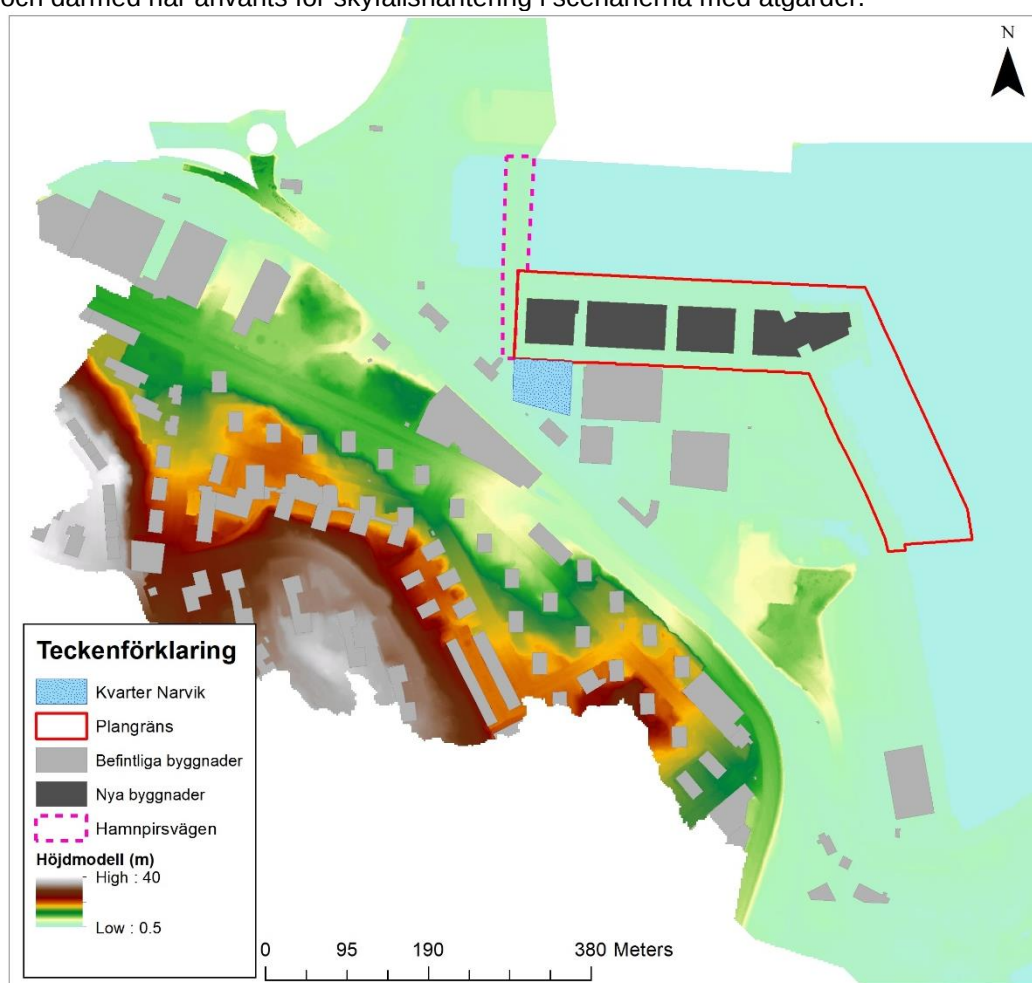 och därmed har använts för skyfallshantering i scenarierna med åtgärder.
N
Teckenförklaring
Kvarter Narvik
Plangräns
Befintliga byggnader
Nya byggnader
Hamnpirsvägen
Höjdmodell (m)
High : 40
Low : 0.5
0 95 190 380 Meters